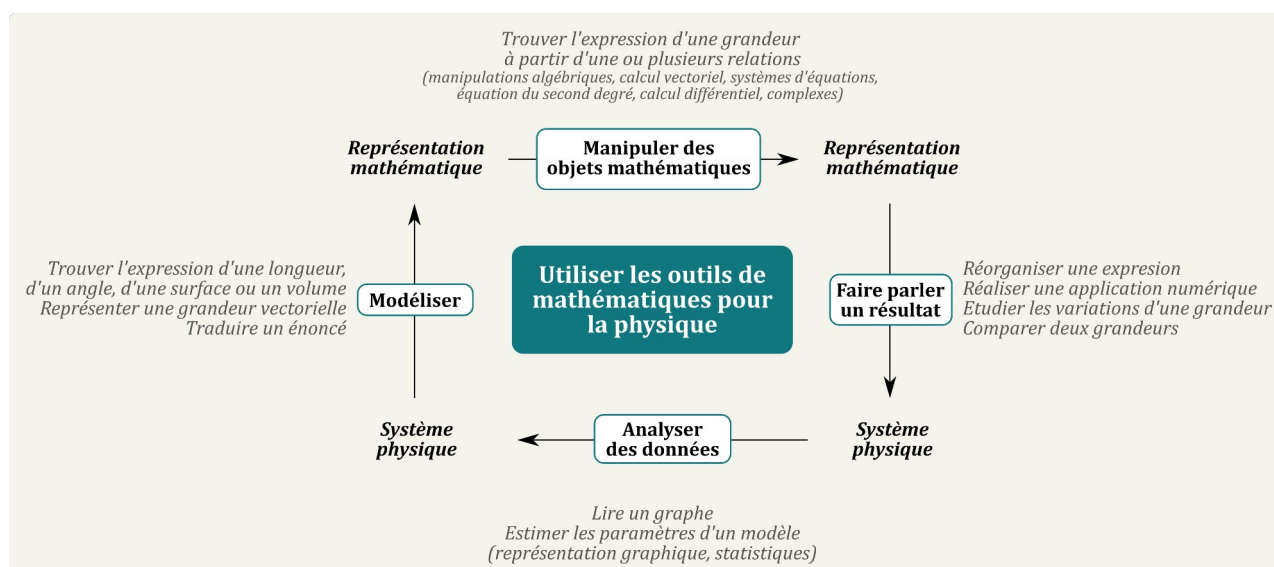 Trouver l'expression d'une grandeur
à partir d'une ou plusieurs relations
(manipulations algébriques, calcul vectoriel, systèmes d'équations,
équation du second degré, calcul différentiel, complexes)
Représentation
mathématique
Manipuler des
objets mathématiques
Représentation
mathématique
Trouver l'expression d'une longueur,
d'un angle, d'une surface ou un volume
Représenter une grandeur vectorielle
Traduire un énoncé
Modéliser
Utiliser les outils de
mathématiques pour
la physique
Faire parler
un résultat
Réorganiser une expresion
Réaliser une application numérique
Etudier les variations d'une grandeur
Comparer deux grandeurs
Système
physique
Analyser
des données
Système
physique
Lire un graphe
Estimer les paramètres d'un modèle
(représentation graphique, statistiques)